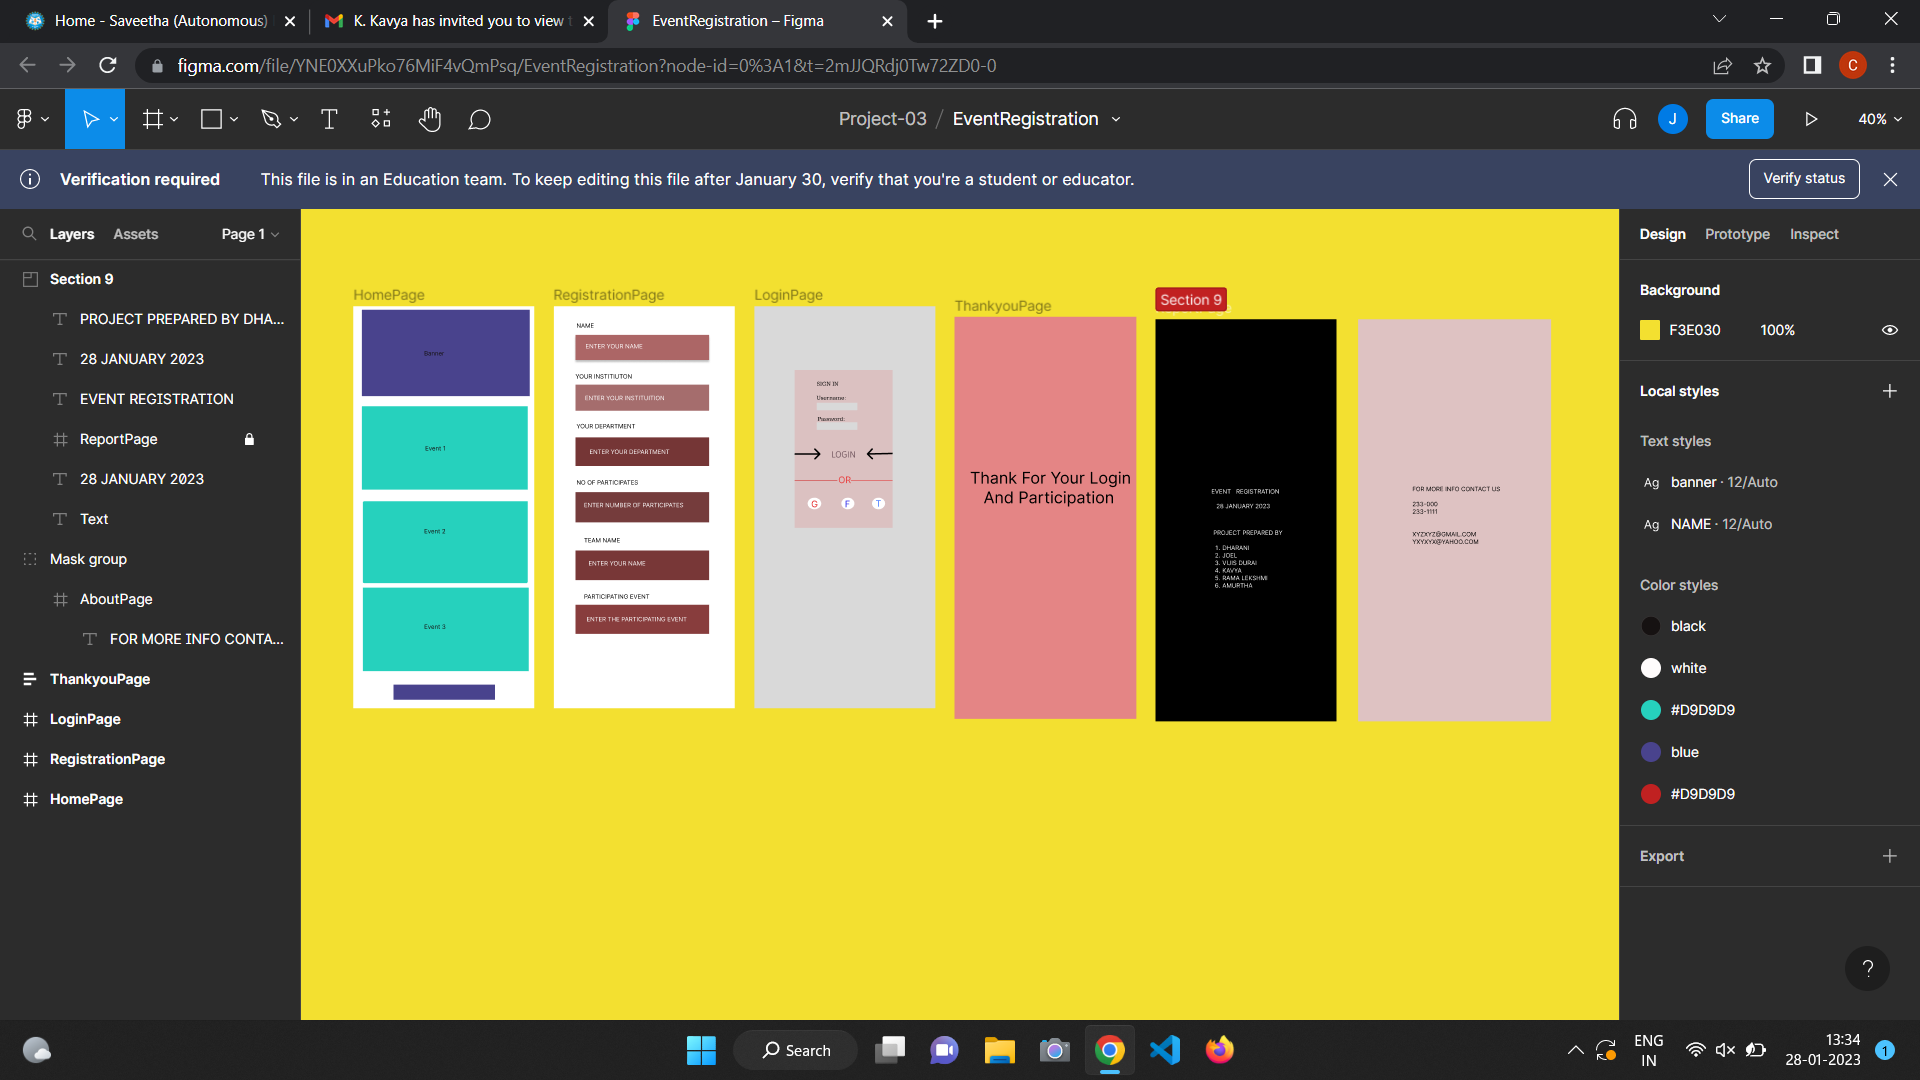 Home - Saveetha (Autonomous)
K. Kavya has invited you to view t
EventRegistration – Figma
figma.com/file/YNE0XXuPko76MiF4vQmPsq/EventRegistration?node-id=0%3A1&t=2mJJQRdj0Tw72ZD0-0
C
Project-03 / EventRegistration
J
Share
40%
Verification required
This file is in an Education team. To keep editing this file after January 30, verify that you're a student or educator.
Verify status
Layers
Assets
Page 1
Section 9
PROJECT PREPARED BY DHA...
28 JANUARY 2023
EVENT REGISTRATION
ReportPage
28 JANUARY 2023
Text
Mask group
AboutPage
FOR MORE INFO CONTA...
ThankyouPage
LoginPage
RegistrationPage
HomePage
HomePage
Banner
Event 1
Event 2
Event 3
RegistrationPage
NAME
ENTER YOUR NAME
YOUR INSTITIUTON
ENTER YOUR INSTITUITION
YOUR DEPARTMENT
ENTER YOUR DEPARTMENT
NO OF PARTICIPATES
ENTER NUMBER OF PARTICIPATES
TEAM NAME
ENTER YOUR NAME
PARTICIPATING EVENT
ENTER THE PARTICIPATING EVENT
LoginPage
SIGN IN
Username:
Password:
LOGIN
OR
G F T
ThankyouPage
Thank For Your Login
And Participation
Section 9
EVENT REGISTRATION
28 JANUARY 2023
PROJECT PREPARED BY
1. DHARANI
2. JOEL
3. VIJIS DURAI
4. KAVYA
5. RAMA LEKSHMI
6. AMURTHA
FOR MORE INFO CONTACT US
233-000
233-1111
XYZXYZ@GMAIL.COM
YXYXYX@YAHOO.COM
Design
Prototype
Inspect
Background
F3E030
100%
Local styles
Text styles
Ag banner · 12/Auto
Ag NAME · 12/Auto
Color styles
black
white
#D9D9D9
blue
#D9D9D9
Export
?
Search
ENG
IN
13:34
28-01-2023
1